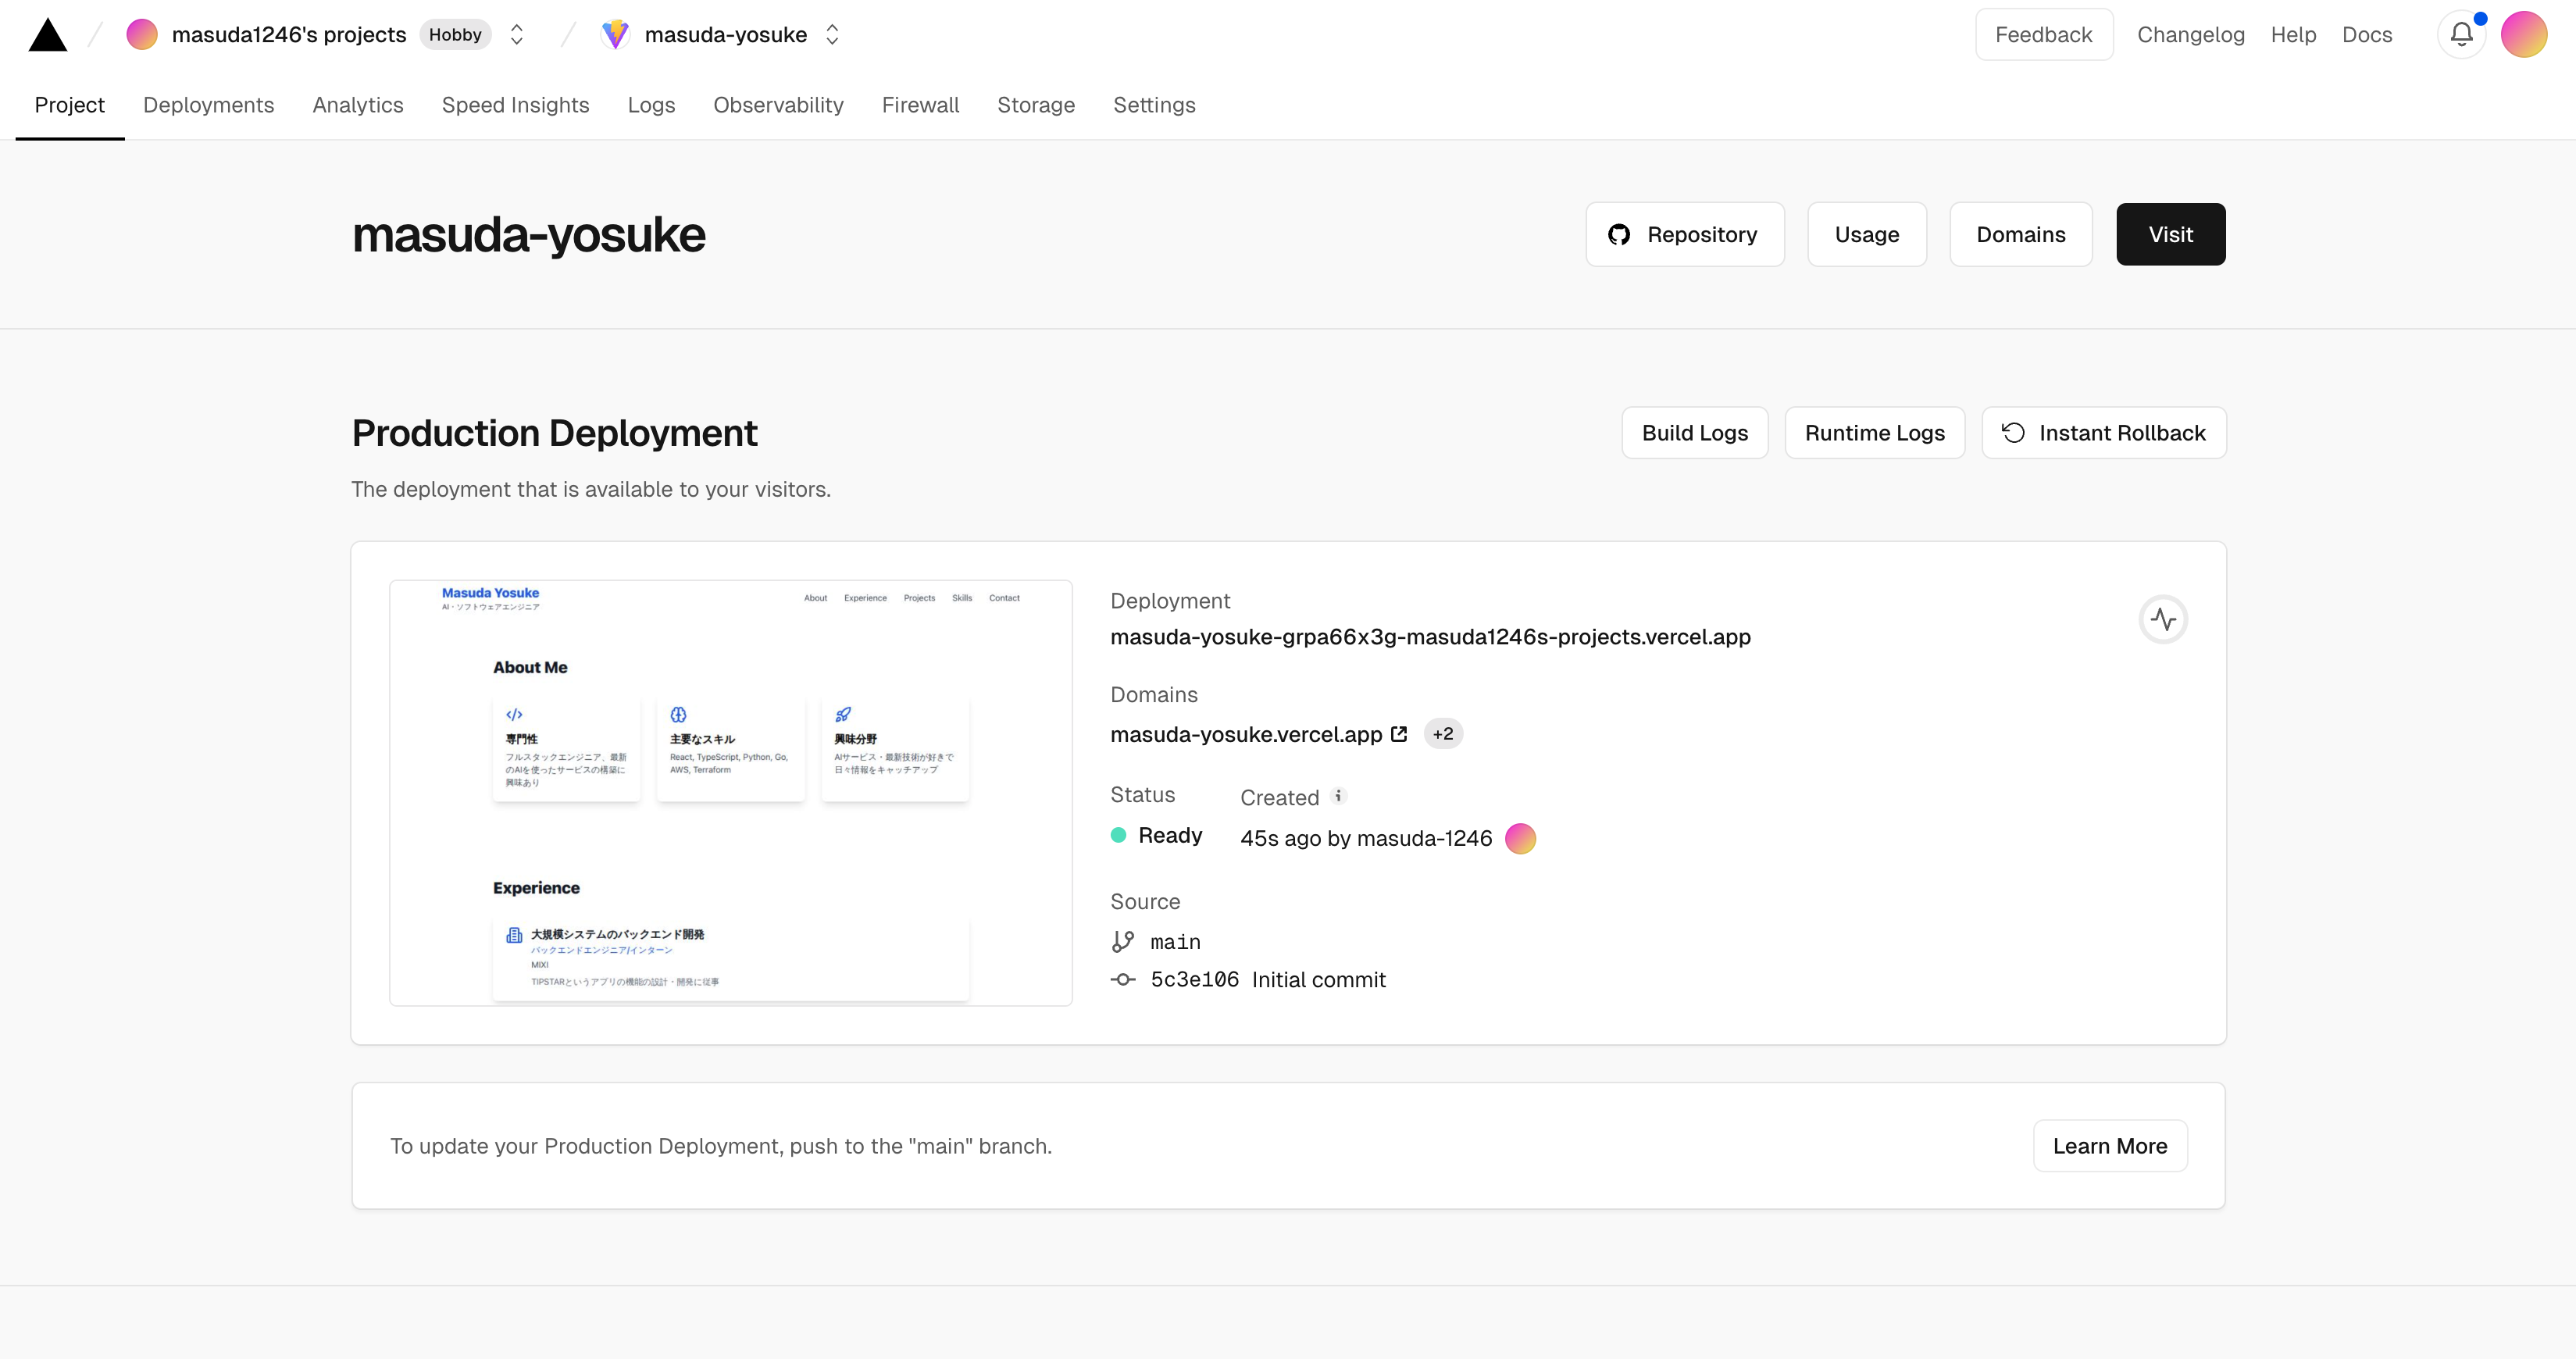 masuda1246's projects Hobby masuda-yosuke Feedback Changelog Help Docs
Project Deployments Analytics Speed Insights Logs Observability Firewall Storage Settings
masuda-yosuke Repository Usage Domains Visit
Production Deployment Build Logs Runtime Logs Instant Rollback
The deployment that is available to your visitors.
Masuda Yosuke
AI・ソフトウェアエンジニア
About Experience Projects Skills Contact
About Me
専門性
フルスタックエンジニア、最新
のAIを使ったサービスの構築に
興味あり
主要なスキル
React, TypeScript, Python, Go,
AWS, Terraform
興味分野
AIサービス・最新技術が好きで
日々情報をキャッチアップ
Experience
大規模システムのバックエンド開発
バックエンドエンジニア/インターン
MIXI
TIPSTARというアプリの機能の設計・開発に従事
Deployment
masuda-yosuke-grpa66x3g-masuda1246s-projects.vercel.app
Domains
masuda-yosuke.vercel.app +2
Status Created
Ready 45s ago by masuda-1246
Source
main
5c3e106 Initial commit
To update your Production Deployment, push to the "main" branch. Learn More